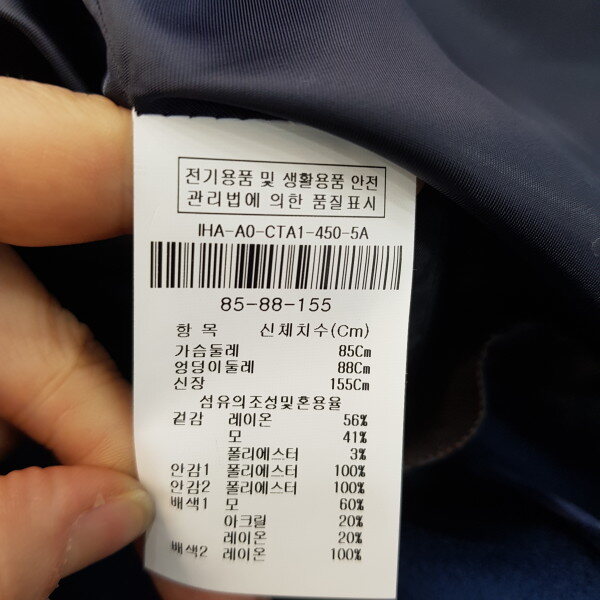 전기용품 및 생활용품 안전
관리법에 의한 품질표시
IHA-A0-CTA1-450-5A
85-88-155
항 목 신체치수(Cm)
가슴둘레 85Cm
엉덩이둘레 88Cm
신장 155Cm
섬유의조성및혼용율
겉감 레이온 56%
모 41%
폴리에스터 3%
안감1 폴리에스터 100%
안감2 폴리에스터 100%
배색1 모 60%
아크릴 20%
레이온 20%
배색2 레이온 100%